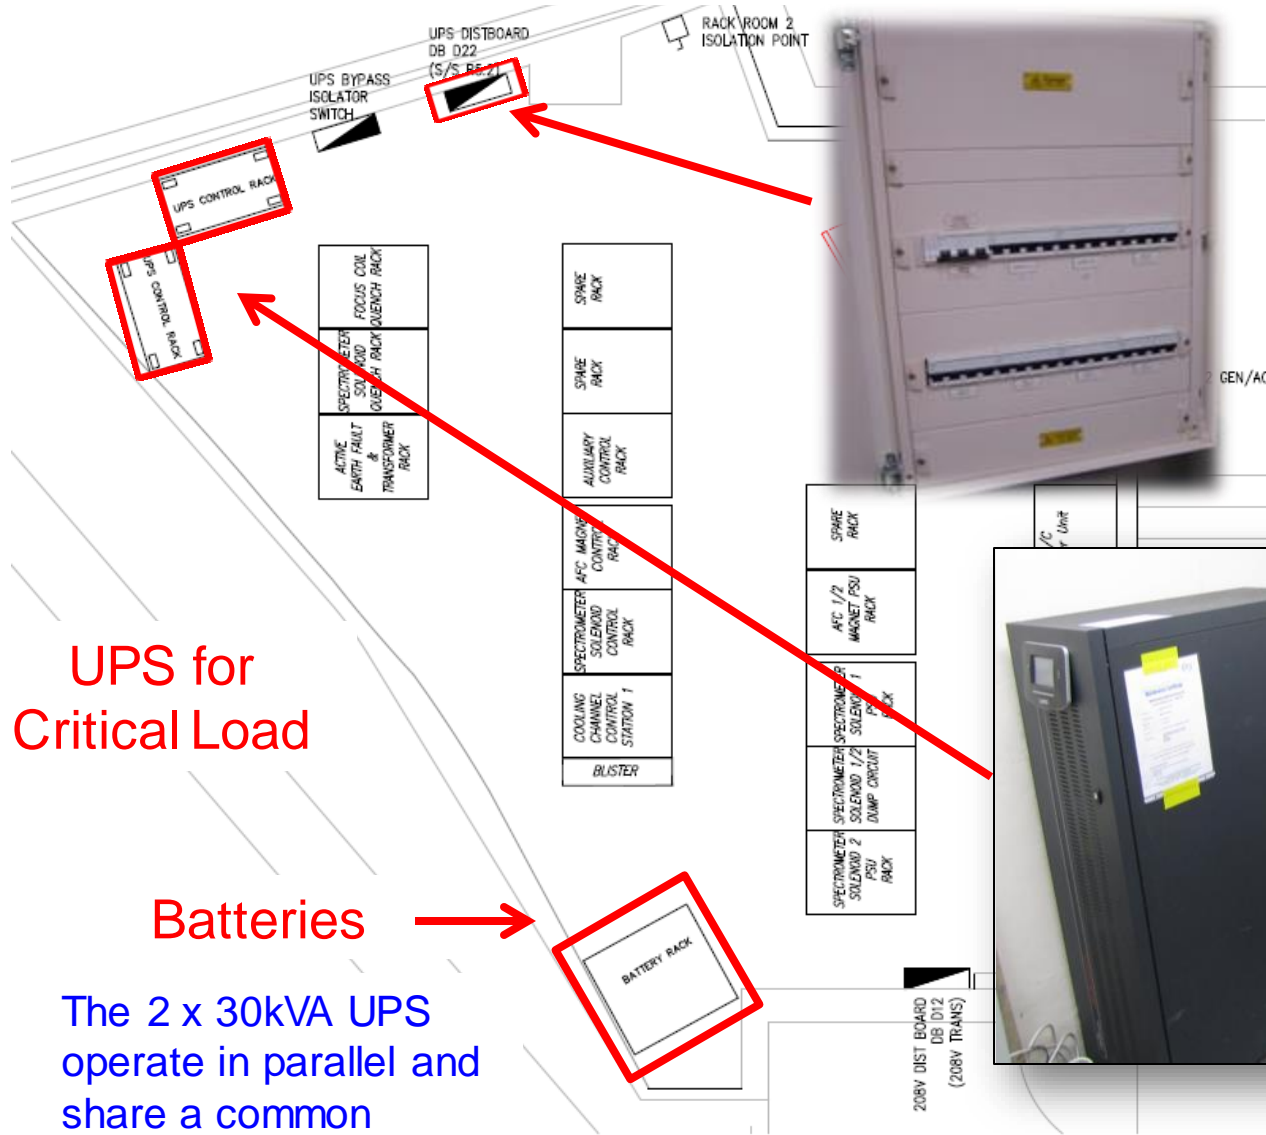 UPS DISTBOARD
DB D22
(S/S R5.2)
RACK ROOM 2
ISOLATION POINT
UPS BYPASS
ISOLATOR
SWITCH
UPS CONTROL RACK
UPS CONTROL RACK
FOCUS COIL
QUENCH RACK
SPECTROMETER
SOLENOID
QUENCH RACK
ACTIVE
EARTH FAULT
&
TRANSFORMER
RACK
SPARE
RACK
SPARE
RACK
AUXILIARY
CONTROL
RACK
AFC MAGNET
CONTROL
RACK
SPECTROMETER
SOLENOID
CONTROL
RACK
COOLING
CHANNEL
CONTROL
STATION 1
BLISTER
SPARE
RACK
AFC 1/2
MAGNET PSU
RACK
SPECTROMETER
SOLENOID 1
PSU
RACK
SPECTROMETER
SOLENOID 1/2
DUMP CIRCUIT
SPECTROMETER
SOLENOID 2
PSU
RACK
GEN/AC
/C
r Unit
UPS for
Critical Load
Batteries
BATTERY RACK
208V DIST BOARD
DB D12
(208V TRANS)
The 2 x 30kVA UPS
operate in parallel and
share a common